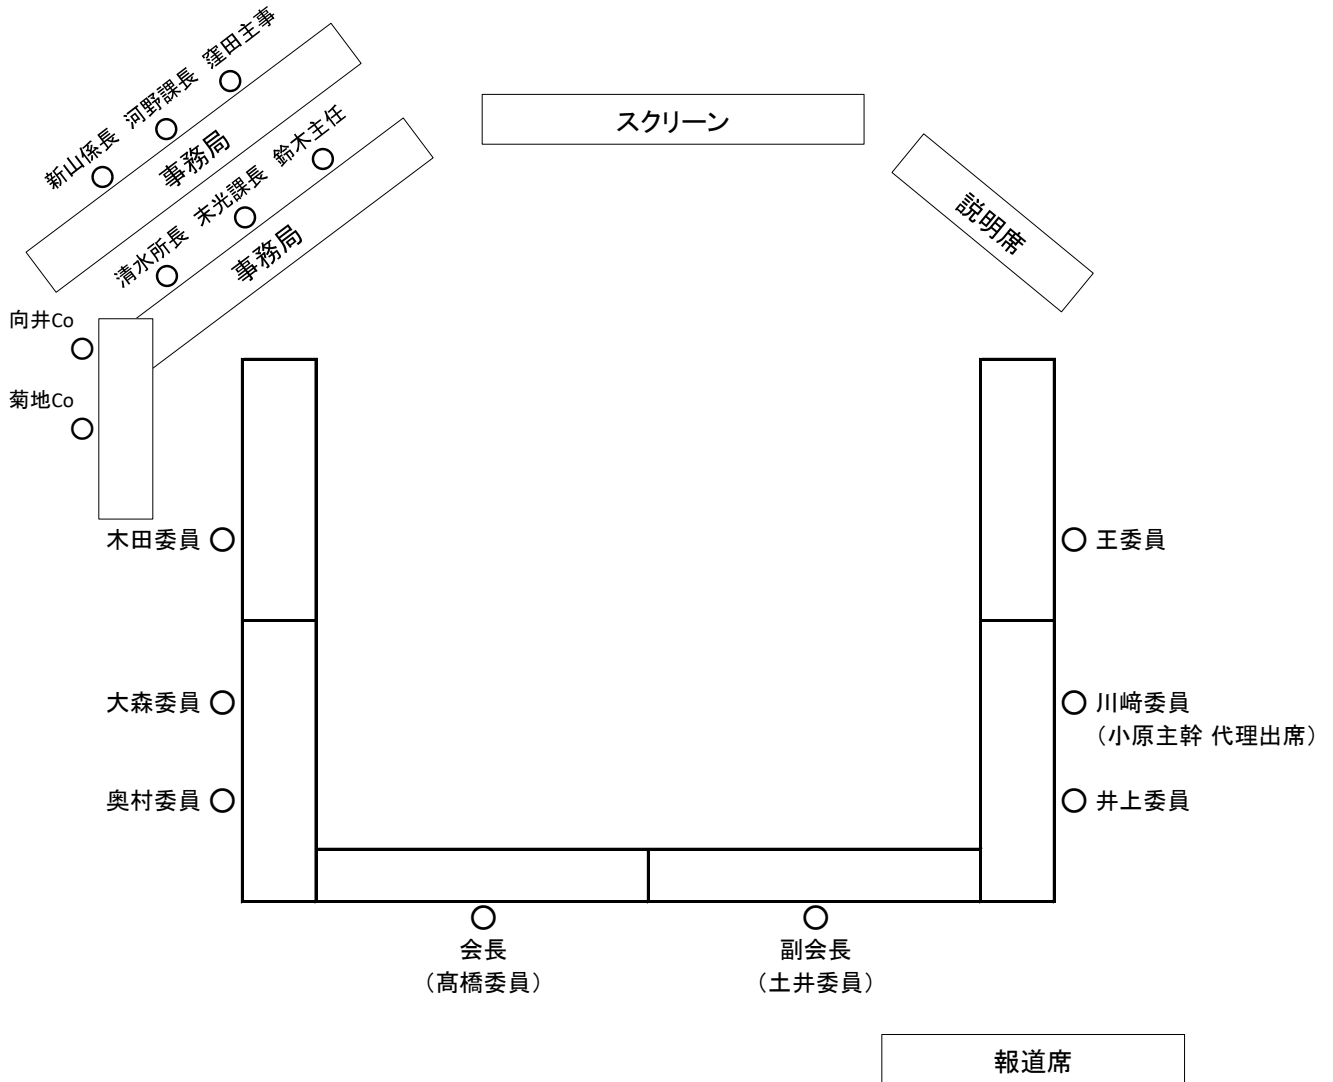 新山係長 河野課長 窪田主事
事務局
清水所長 末光課長 鈴木主任
事務局
スクリーン
説明席
向井Co
菊地Co
木田委員
王委員
大森委員
川﨑委員
（小原主幹 代理出席）
奥村委員
井上委員
会長
（髙橋委員）
副会長
（土井委員）
報道席